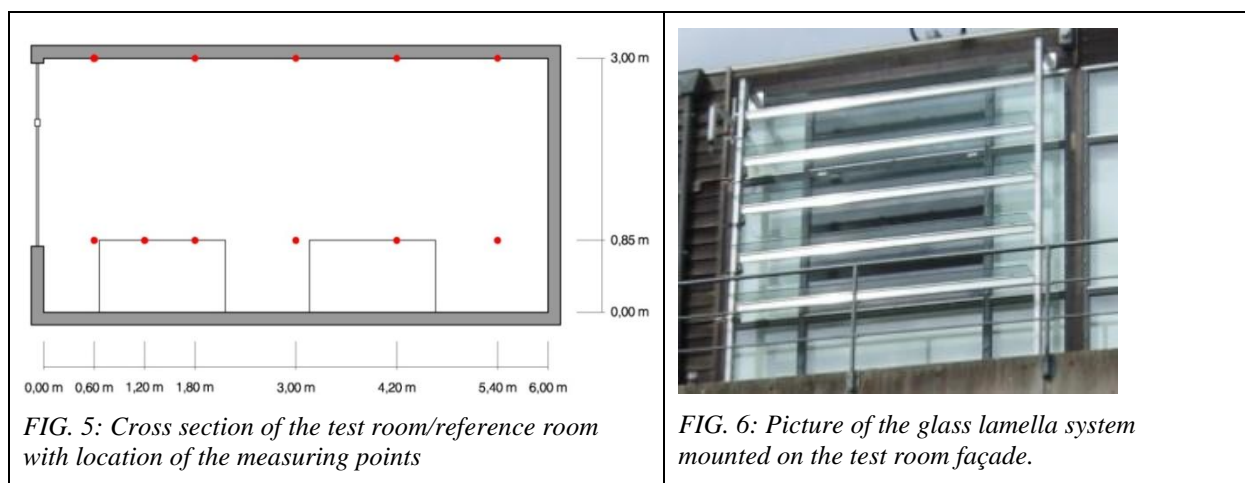 3,00 m
0,85 m
0,00 m
0,00 m 0,60 m 1,20 m 1,80 m 3,00 m 4,20 m 5,40 m 6,00 m
FIG. 5: Cross section of the test room/reference room
with location of the measuring points
FIG. 6: Picture of the glass lamella system
mounted on the test room façade.